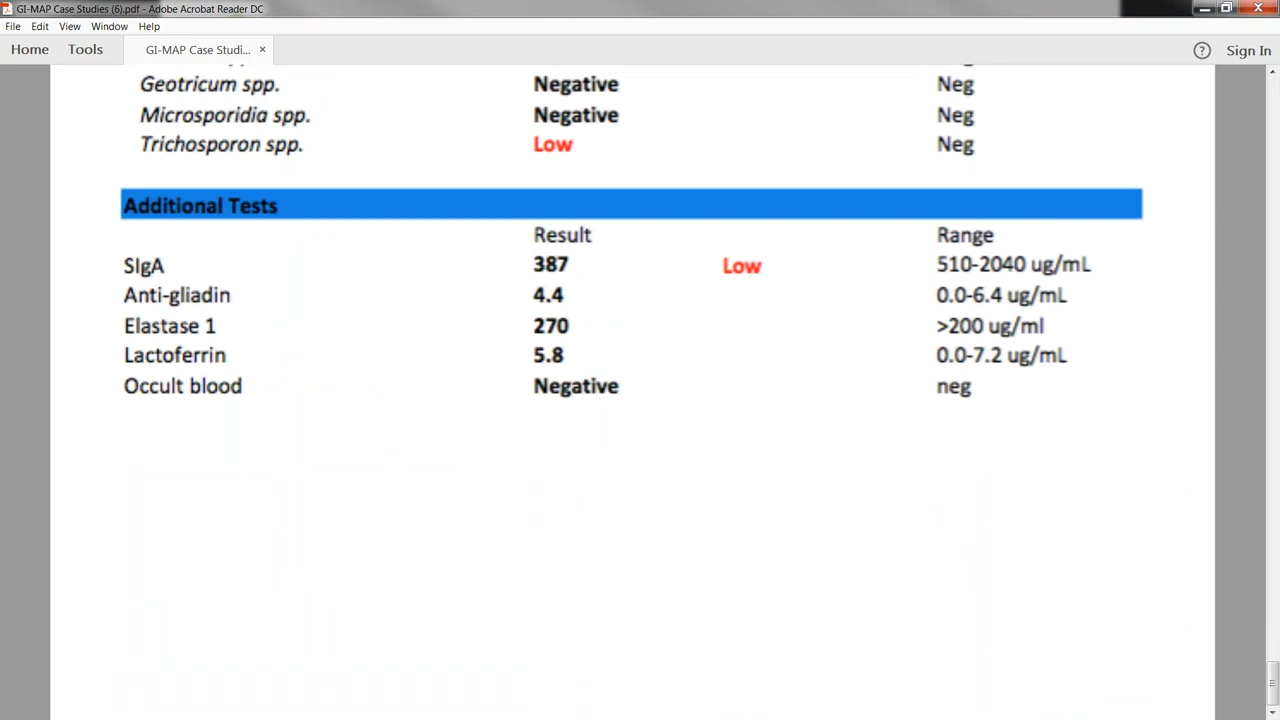 GI-MAP Case Studies (6).pdf - Adobe Acrobat Reader DC
File Edit View Window Help
Home Tools GI-MAP Case Studi... × ? Sign In
Geotricum spp. Negative Neg
Microsporidia spp. Negative Neg
Trichosporon spp. Low Neg
Additional Tests
Result Range
SIgA 387 Low 510-2040 ug/mL
Anti-gliadin 4.4 0.0-6.4 ug/mL
Elastase 1 270 >200 ug/ml
Lactoferrin 5.8 0.0-7.2 ug/mL
Occult blood Negative neg